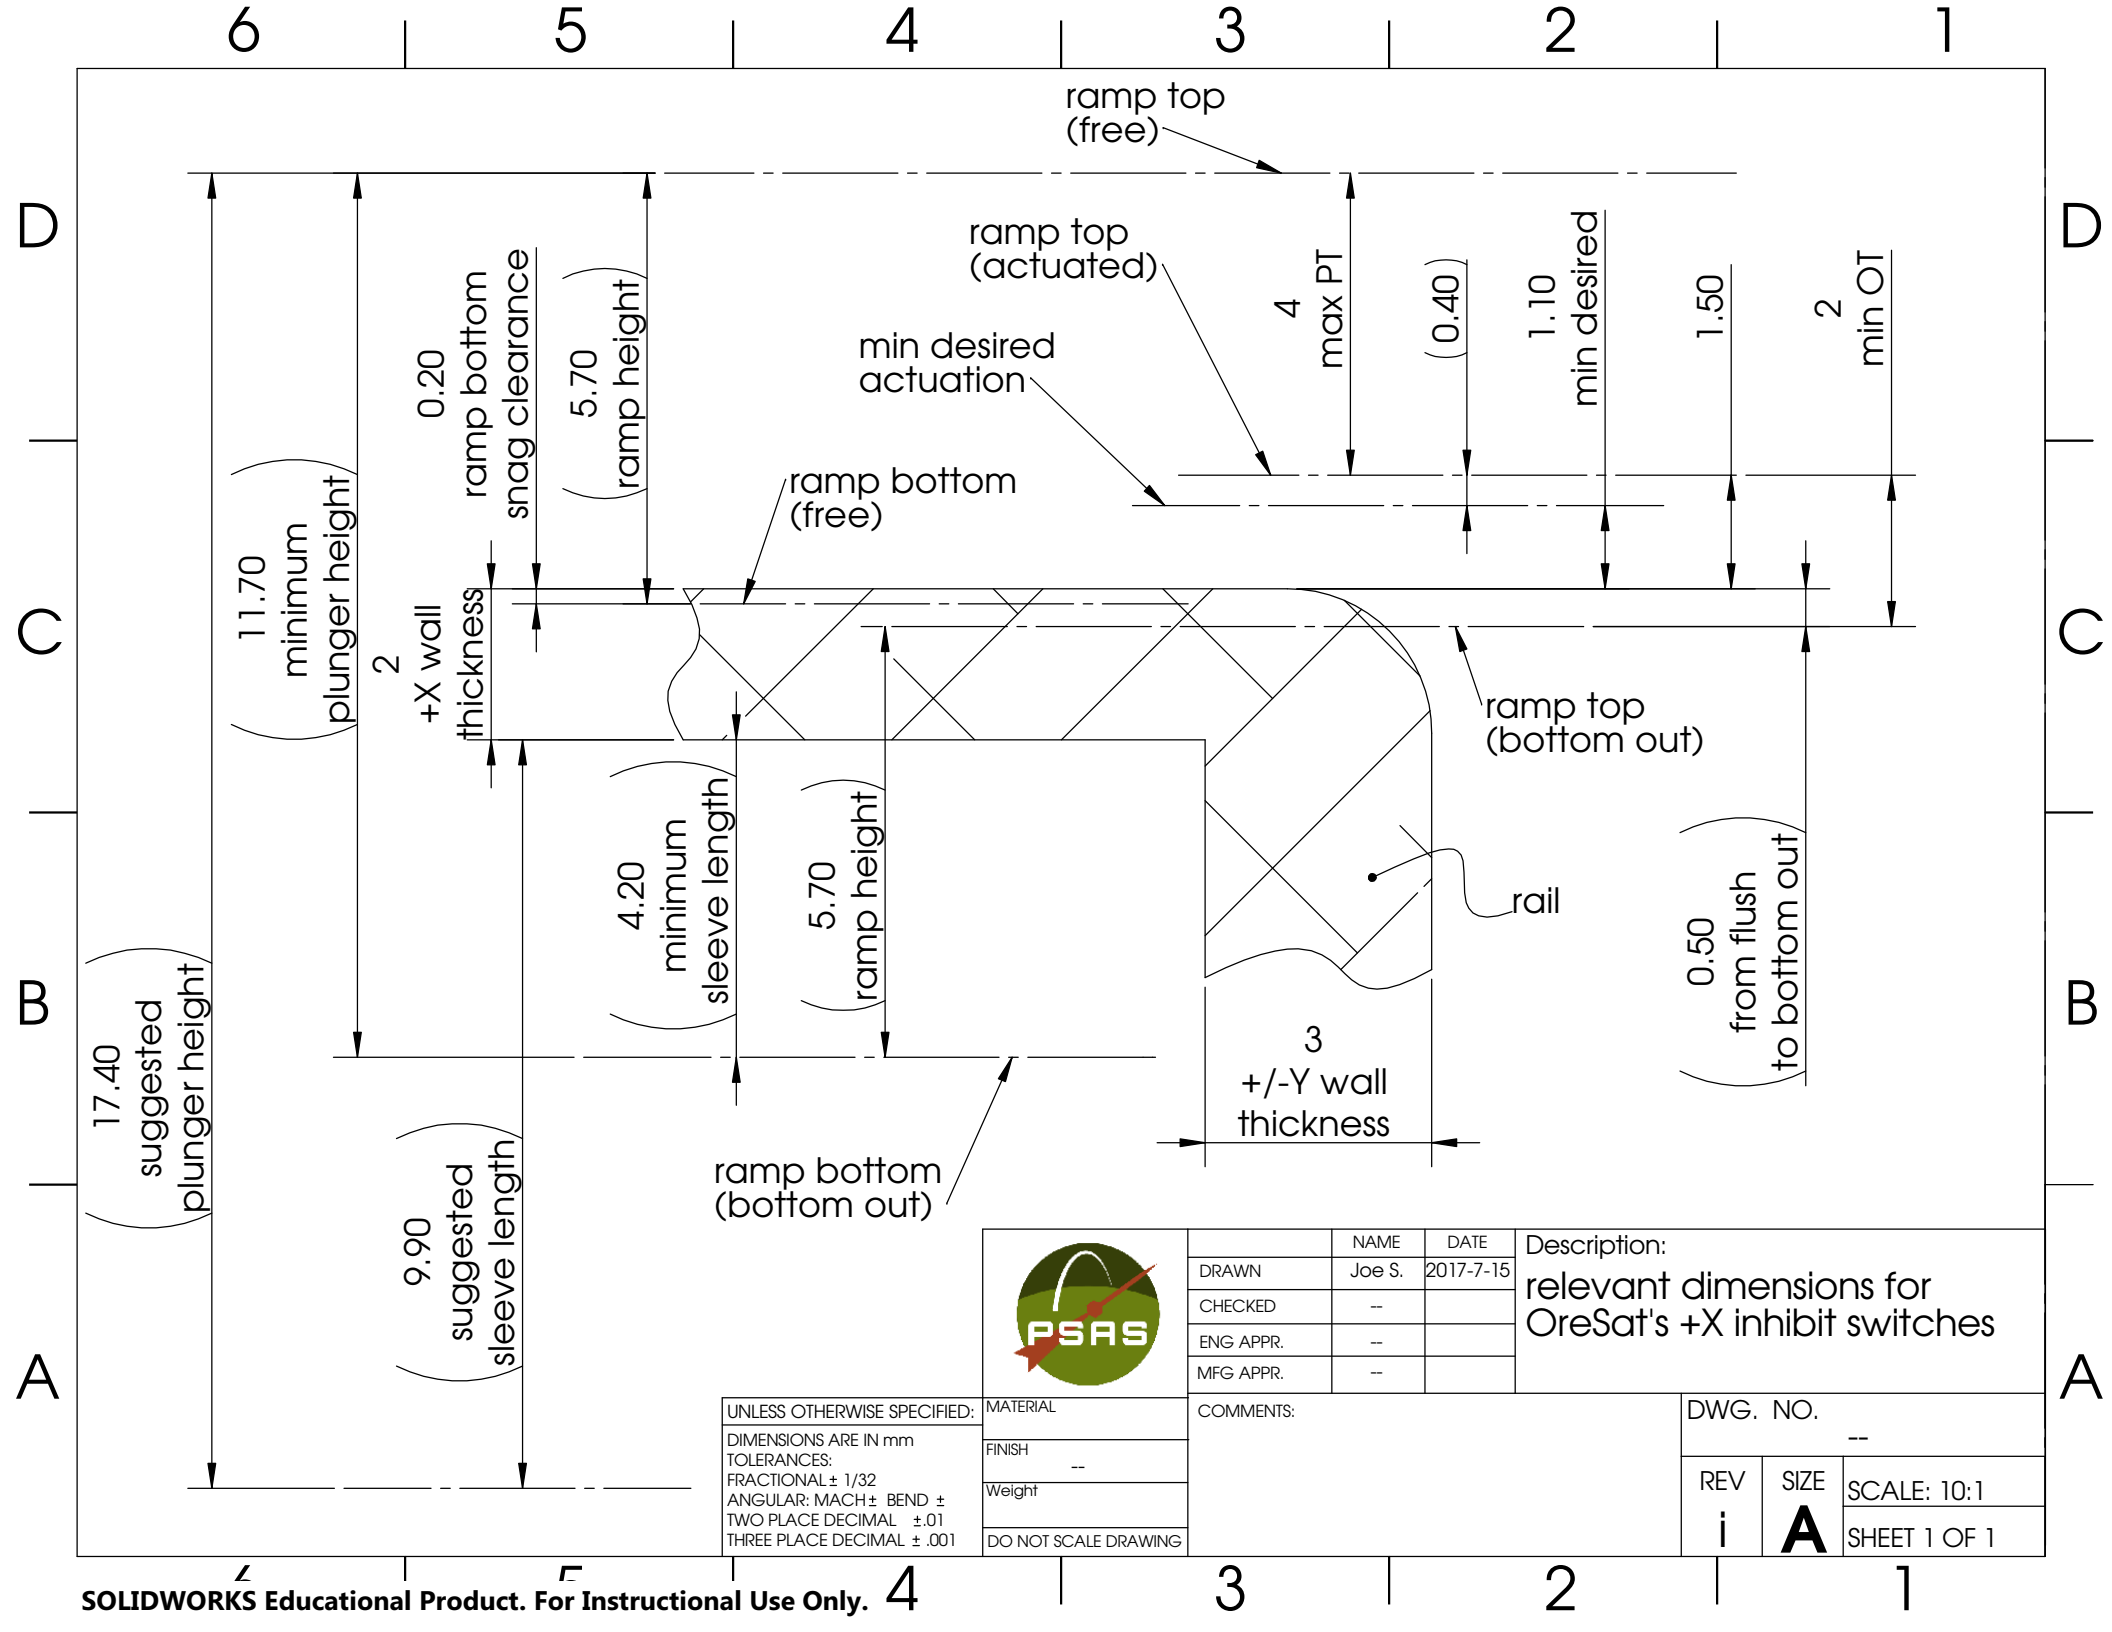 6 5 4 3 2 1
D
C
B
A
D
C
B
A
ramp top
(free)
ramp top
(actuated)
min desired
actuation
ramp bottom
(free)
0.20
ramp bottom
snag clearance
5.70
ramp height
4
max PT
(0.40)
1.10
min desired
1.50
2
min OT
11.70
minimum
plunger height
2
+X wall
thickness
ramp top
(bottom out)
4.20
minimum
sleeve length
5.70
ramp height
rail
0.50
from flush
to bottom out
17.40
suggested
plunger height
9.90
suggested
sleeve length
3
+/-Y wall
thickness
ramp bottom
(bottom out)
PSAS
NAME DATE
DRAWN Joe S. 2017-7-15
CHECKED --
ENG APPR. --
MFG APPR. --
Description:
relevant dimensions for
OreSat's +X inhibit switches
UNLESS OTHERWISE SPECIFIED:
DIMENSIONS ARE IN mm
TOLERANCES:
FRACTIONAL ± 1/32
ANGULAR: MACH ± BEND ±
TWO PLACE DECIMAL ±.01
THREE PLACE DECIMAL ± .001
MATERIAL
FINISH
--
Weight
DO NOT SCALE DRAWING
COMMENTS:
DWG. NO.
--
REV
i
SIZE
A
SCALE: 10:1
SHEET 1 OF 1
6 5 4 3 2 1
SOLIDWORKS Educational Product. For Instructional Use Only.